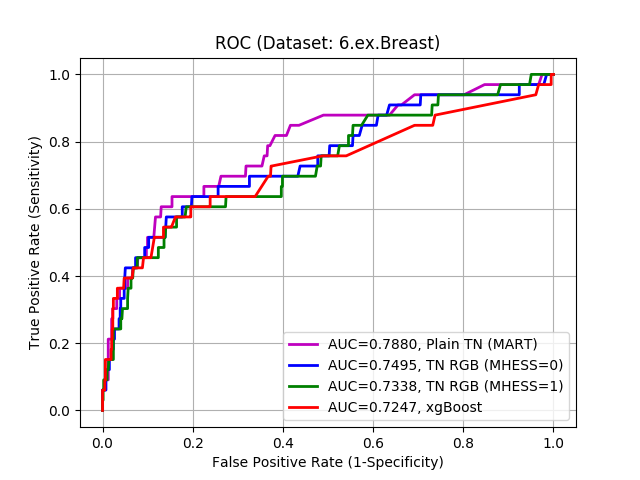 ROC (Dataset: 6.ex.Breast)
True Positive Rate (Sensitivity)
1.0
0.8
0.6
0.4
0.2
0.0
AUC=0.7880, Plain TN (MART)
AUC=0.7495, TN RGB (MHESS=0)
AUC=0.7338, TN RGB (MHESS=1)
AUC=0.7247, xgBoost
0.0 0.2 0.4 0.6 0.8 1.0
False Positive Rate (1-Specificity)